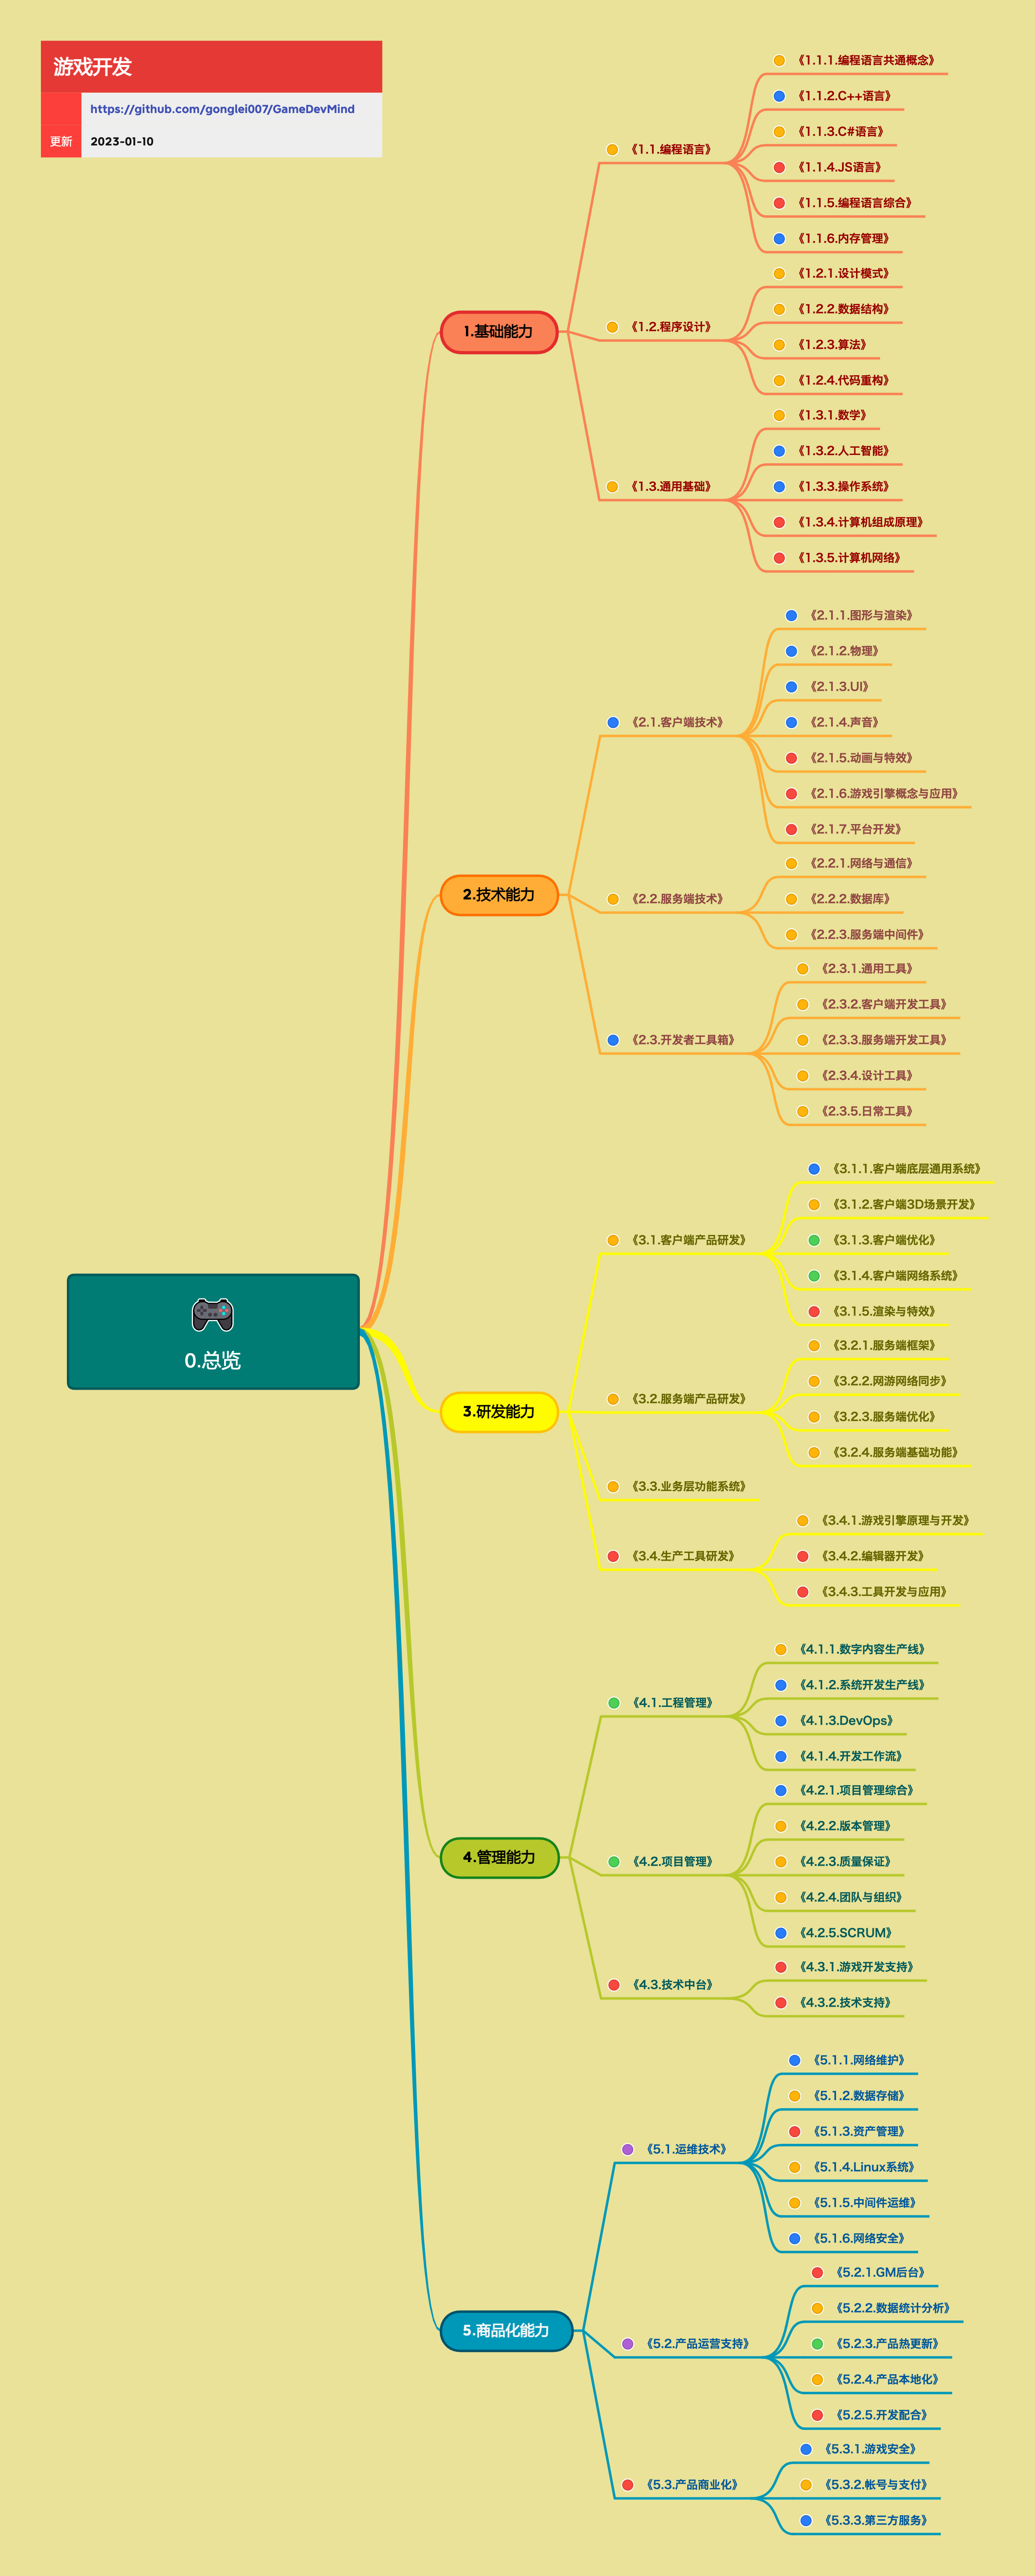 游戏开发
https://github.com/gonglei007/GameDevMind
更新 2023-01-10
0.总览
1.基础能力
《1.1.编程语言》
《1.1.1.编程语言共通概念》
《1.1.2.C++语言》
《1.1.3.C#语言》
《1.1.4.JS语言》
《1.1.5.编程语言综合》
《1.1.6.内存管理》
《1.2.程序设计》
《1.2.1.设计模式》
《1.2.2.数据结构》
《1.2.3.算法》
《1.2.4.代码重构》
《1.3.通用基础》
《1.3.1.数学》
《1.3.2.人工智能》
《1.3.3.操作系统》
《1.3.4.计算机组成原理》
《1.3.5.计算机网络》
2.技术能力
《2.1.客户端技术》
《2.1.1.图形与渲染》
《2.1.2.物理》
《2.1.3.UI》
《2.1.4.声音》
《2.1.5.动画与特效》
《2.1.6.游戏引擎概念与应用》
《2.1.7.平台开发》
《2.2.服务端技术》
《2.2.1.网络与通信》
《2.2.2.数据库》
《2.2.3.服务端中间件》
《2.3.开发者工具箱》
《2.3.1.通用工具》
《2.3.2.客户端开发工具》
《2.3.3.服务端开发工具》
《2.3.4.设计工具》
《2.3.5.日常工具》
3.研发能力
《3.1.客户端产品研发》
《3.1.1.客户端底层通用系统》
《3.1.2.客户端3D场景开发》
《3.1.3.客户端优化》
《3.1.4.客户端网络系统》
《3.1.5.渲染与特效》
《3.2.服务端产品研发》
《3.2.1.服务端框架》
《3.2.2.网游网络同步》
《3.2.3.服务端优化》
《3.2.4.服务端基础功能》
《3.3.业务层功能系统》
《3.4.生产工具研发》
《3.4.1.游戏引擎原理与开发》
《3.4.2.编辑器开发》
《3.4.3.工具开发与应用》
4.管理能力
《4.1.工程管理》
《4.1.1.数字内容生产线》
《4.1.2.系统开发生产线》
《4.1.3.DevOps》
《4.1.4.开发工作流》
《4.2.项目管理》
《4.2.1.项目管理综合》
《4.2.2.版本管理》
《4.2.3.质量保证》
《4.2.4.团队与组织》
《4.2.5.SCRUM》
《4.3.技术中台》
《4.3.1.游戏开发支持》
《4.3.2.技术支持》
5.商品化能力
《5.1.运维技术》
《5.1.1.网络维护》
《5.1.2.数据存储》
《5.1.3.资产管理》
《5.1.4.Linux系统》
《5.1.5.中间件运维》
《5.1.6.网络安全》
《5.2.产品运营支持》
《5.2.1.GM后台》
《5.2.2.数据统计分析》
《5.2.3.产品热更新》
《5.2.4.产品本地化》
《5.2.5.开发配合》
《5.3.产品商业化》
《5.3.1.游戏安全》
《5.3.2.帐号与支付》
《5.3.3.第三方服务》